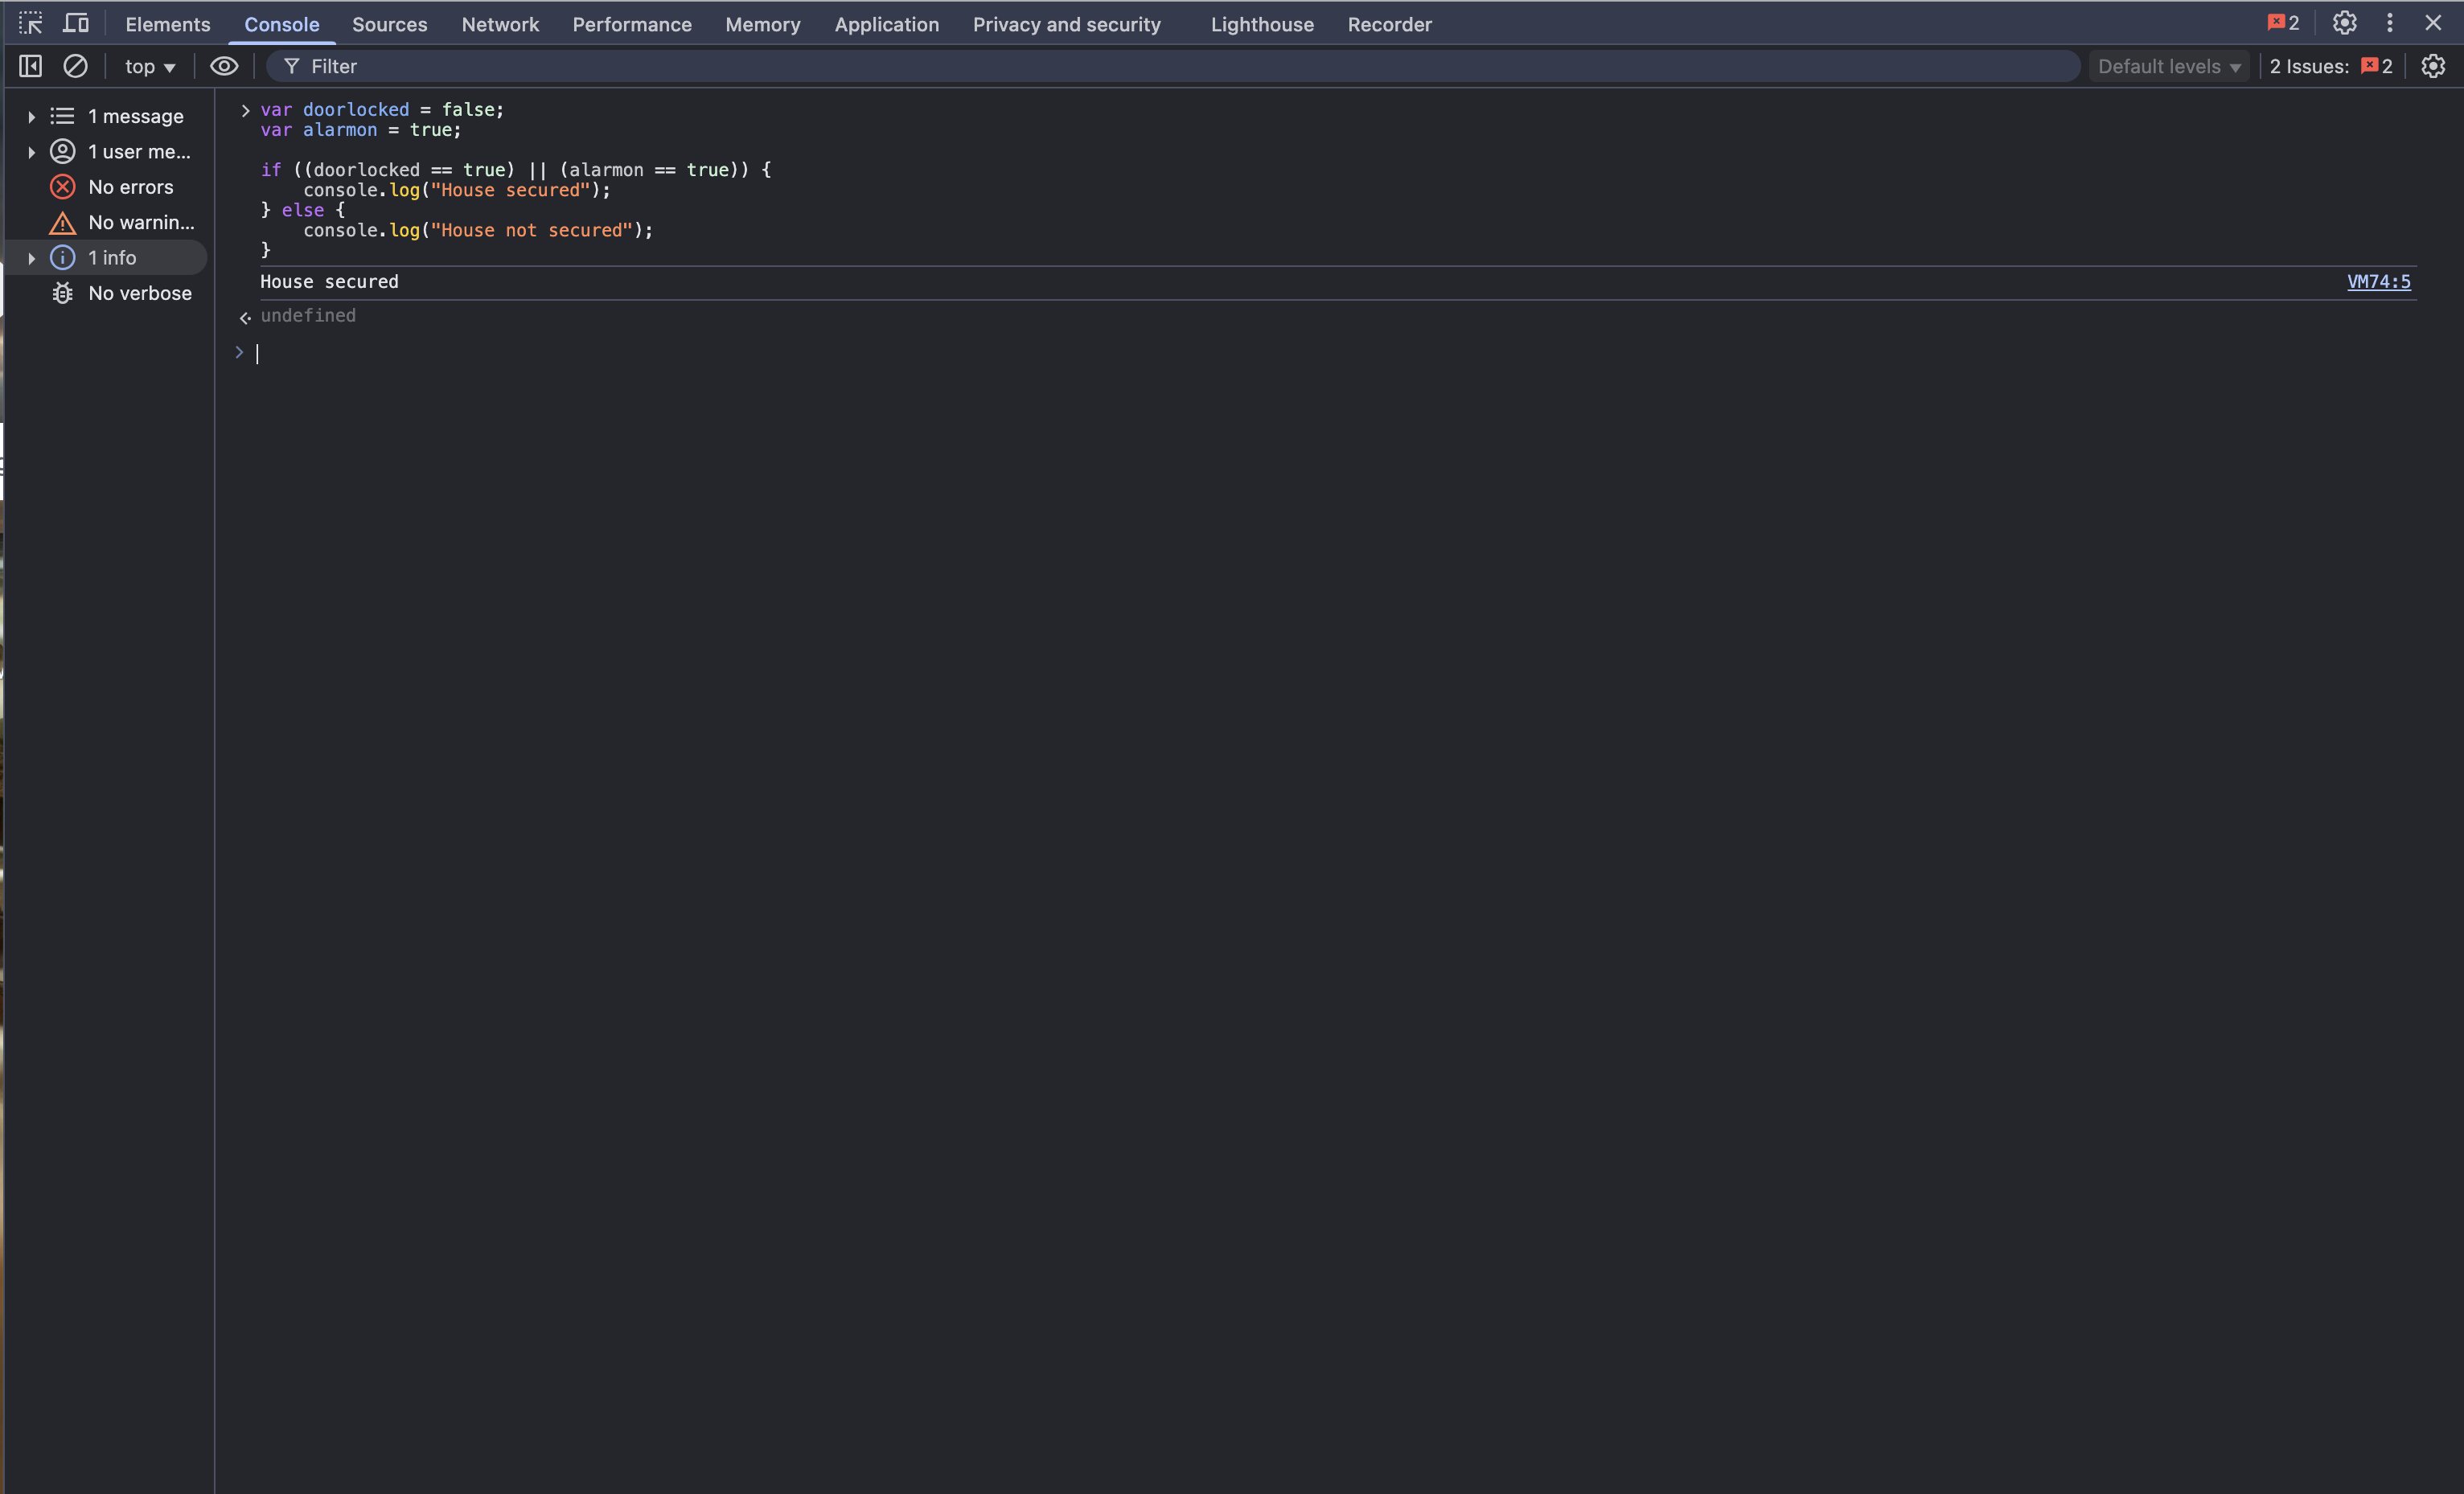 Elements Console Sources Network Performance Memory Application Privacy and security Lighthouse Recorder 2
top Filter Default levels 2 Issues: 2
1 message
1 user me...
No errors
No warnin...
1 info
No verbose
var doorlocked = false;
var alarmon = true;
if ((doorlocked == true) || (alarmon == true)) {
    console.log("House secured");
} else {
    console.log("House not secured");
}
House secured VM74:5
undefined